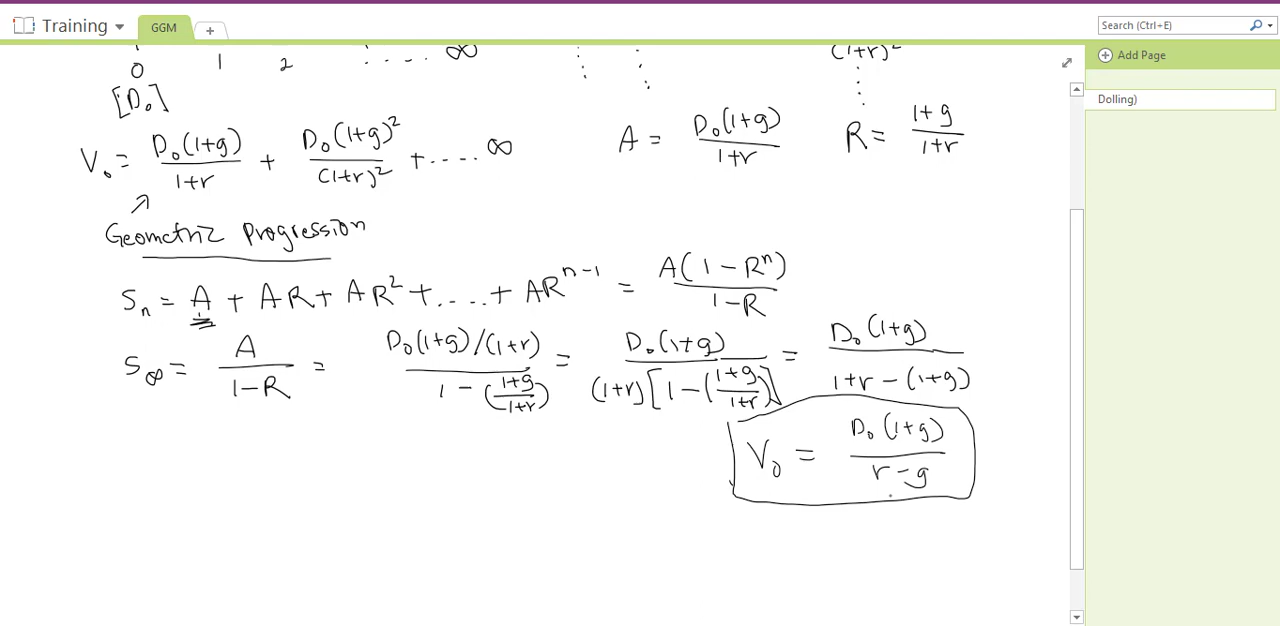 Training GGM + Search (Ctrl+E)
Add Page
Dolling)
0 1 2 ..... ∞ (1+r)²
[D₀]
V₀ = D₀(1+g)/1+r + D₀(1+g)²/(1+r)² + ..... ∞ A = D₀(1+g)/1+r R = 1+g/1+r
Geometric Progression
Sₙ = A + AR + AR² + ..... + ARⁿ⁻¹ = A(1-Rⁿ)/1-R
S∞ = A/1-R = D₀(1+g)/(1+r)/1-(1+g/1+r) = D₀(1+g)/(1+r)[1-(1+g/1+r)] = D₀(1+g)/1+r-(1+g)
V₀ = D₀(1+g)/r-g